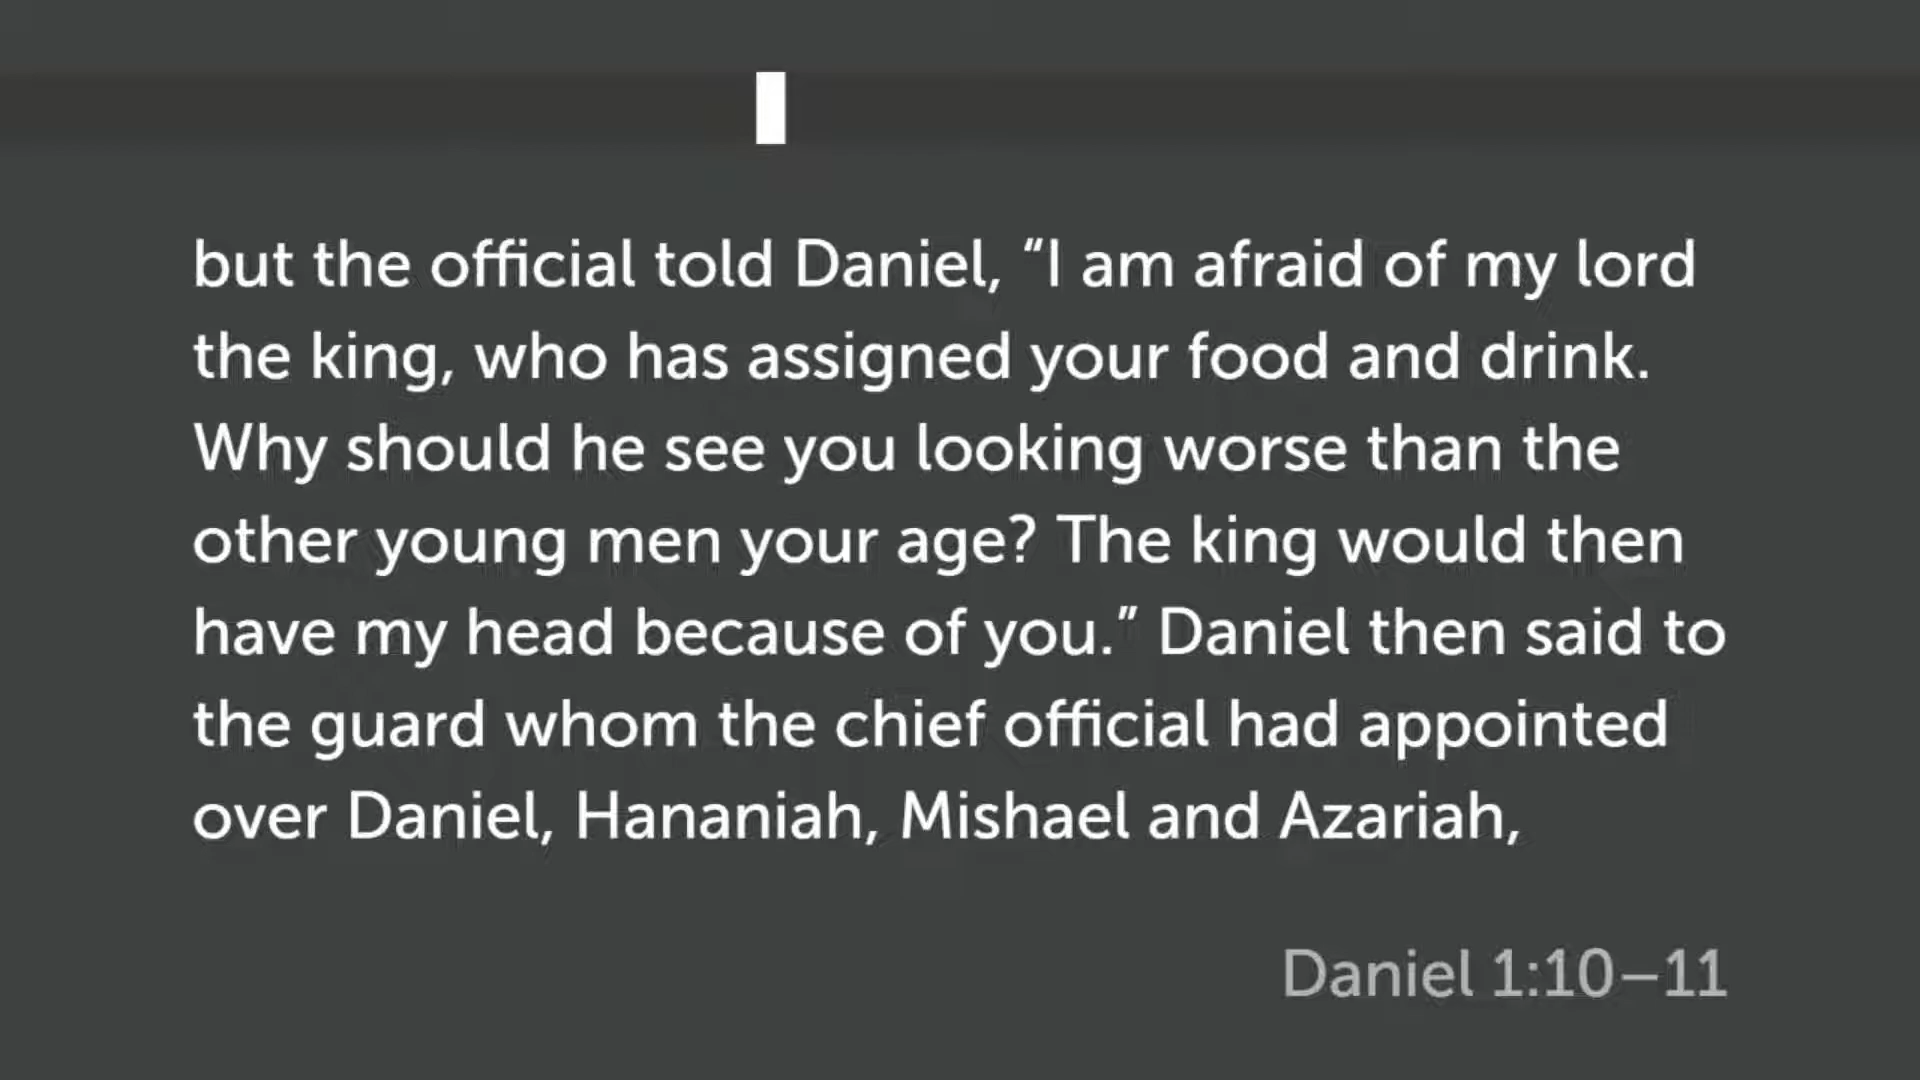 but the official told Daniel, “I am afraid of my lord
the king, who has assigned your food and drink.
Why should he see you looking worse than the
other young men your age? The king would then
have my head because of you.” Daniel then said to
the guard whom the chief official had appointed
over Daniel, Hananiah, Mishael and Azariah,
Daniel 1:10–11